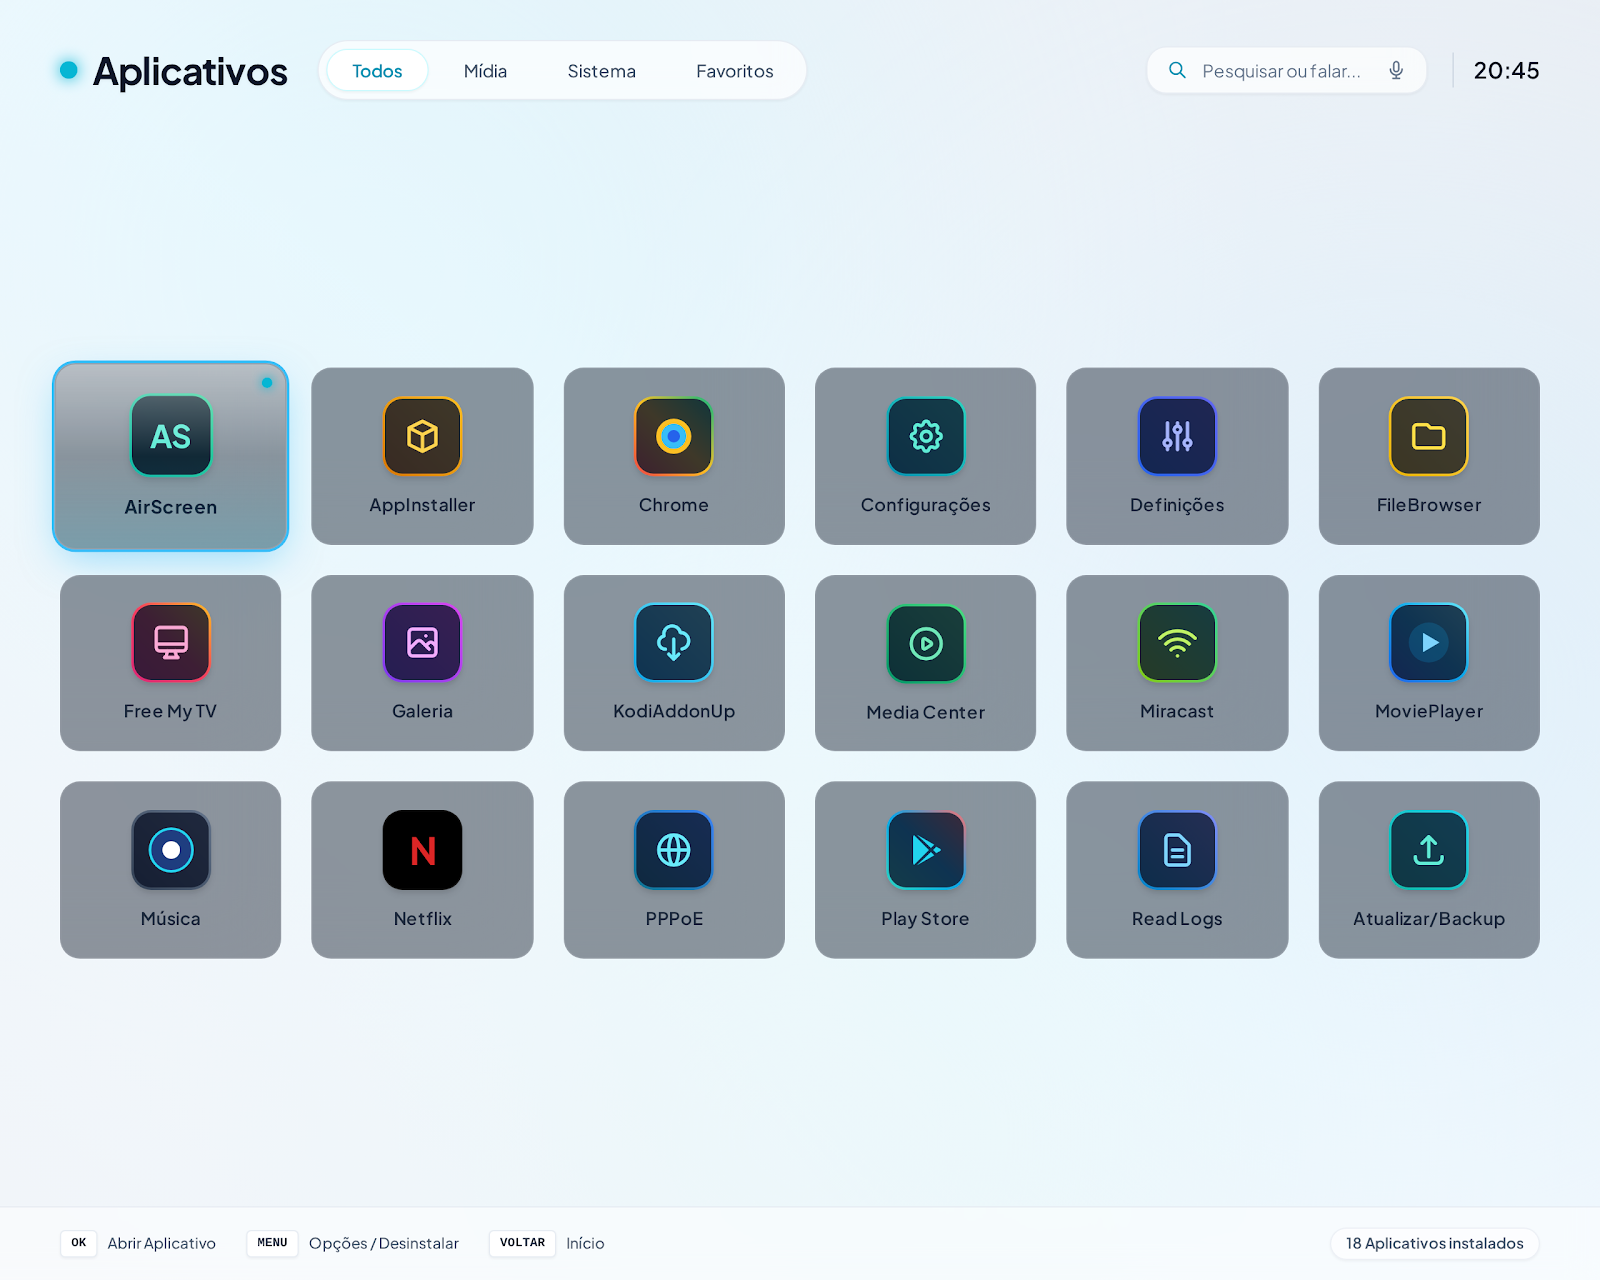 Aplicativos
Todos
Mídia
Sistema
Favoritos
Pesquisar ou falar...
20:45
AS
AirScreen
AppInstaller
Chrome
Configurações
Definições
FileBrowser
Free My TV
Galeria
KodiAddonUp
Media Center
Miracast
MoviePlayer
Música
N
Netflix
PPPoE
Play Store
Read Logs
Atualizar/Backup
OK Abrir Aplicativo
MENU Opções / Desinstalar
VOLTAR Início
18 Aplicativos instalados